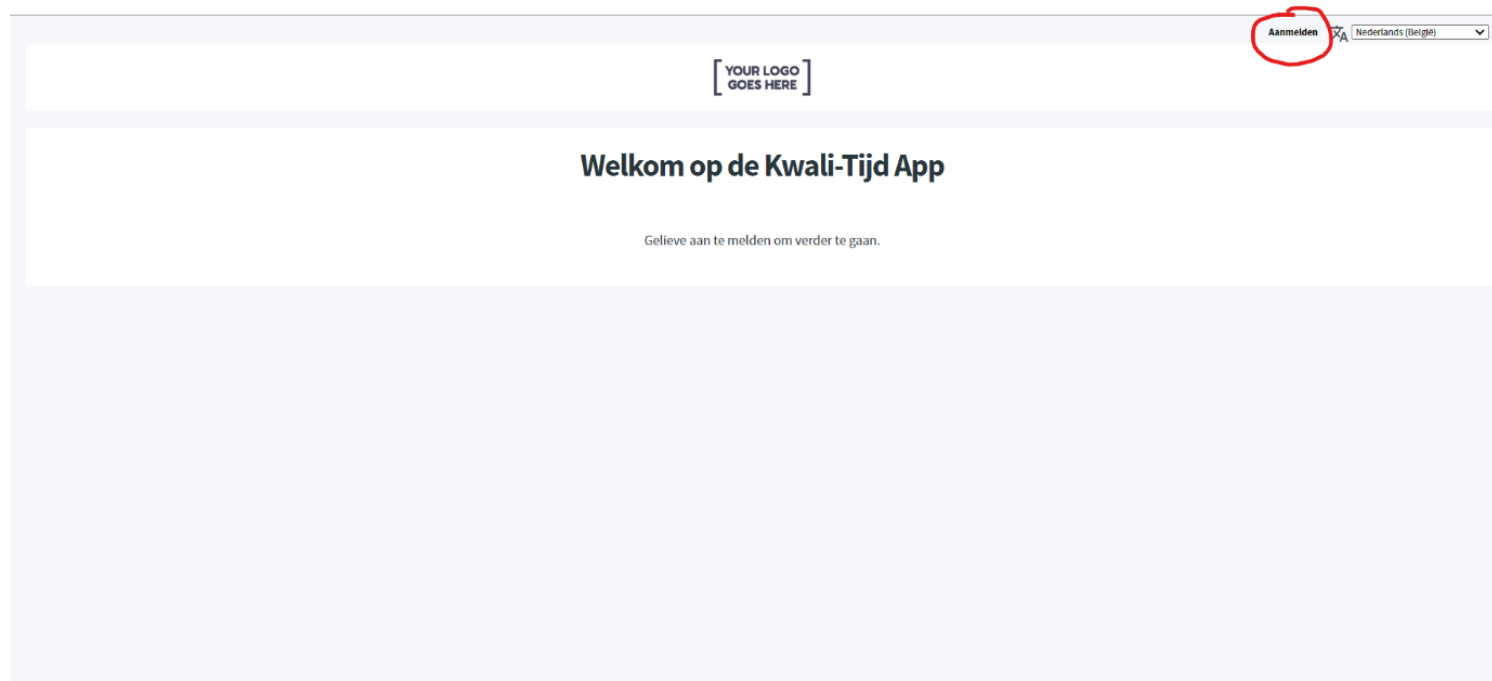 Aanmelden
Nederlands (België)
YOUR LOGO
GOES HERE
Welkom op de Kwali-Tijd App
Gelieve aan te melden om verder te gaan.